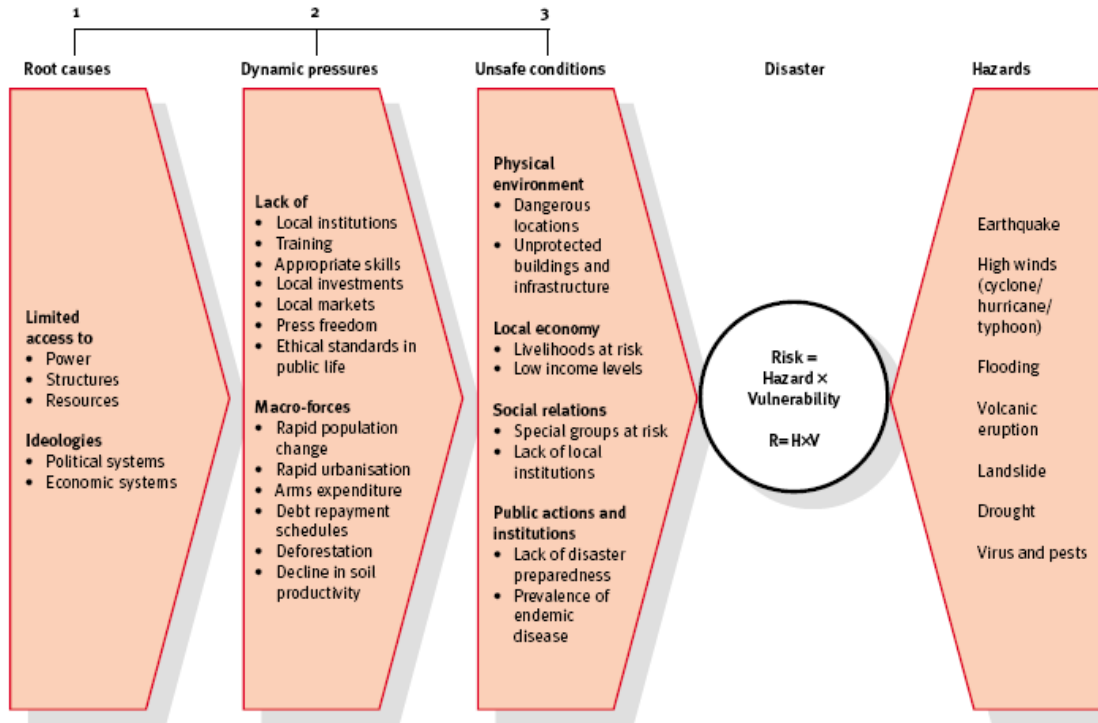 1
2
3
Root causes
Dynamic pressures
Unsafe conditions
Disaster
Hazards
Limited
access to
• Power
• Structures
• Resources
Ideologies
• Political systems
• Economic systems
Lack of
• Local institutions
• Training
• Appropriate skills
• Local investments
• Local markets
• Press freedom
• Ethical standards in
public life
Macro-forces
• Rapid population
change
• Rapid urbanisation
• Arms expenditure
• Debt repayment
schedules
• Deforestation
• Decline in soil
productivity
Physical
environment
• Dangerous
locations
• Unprotected
buildings and
infrastructure
Local economy
• Livelihoods at risk
• Low income levels
Social relations
• Special groups at risk
• Lack of local
institutions
Public actions and
institutions
• Lack of disaster
preparedness
• Prevalence of
endemic
disease
Risk =
Hazard ×
Vulnerability
R=H×V
Earthquake
High winds
(cyclone/
hurricane/
typhoon)
Flooding
Volcanic
eruption
Landslide
Drought
Virus and pests